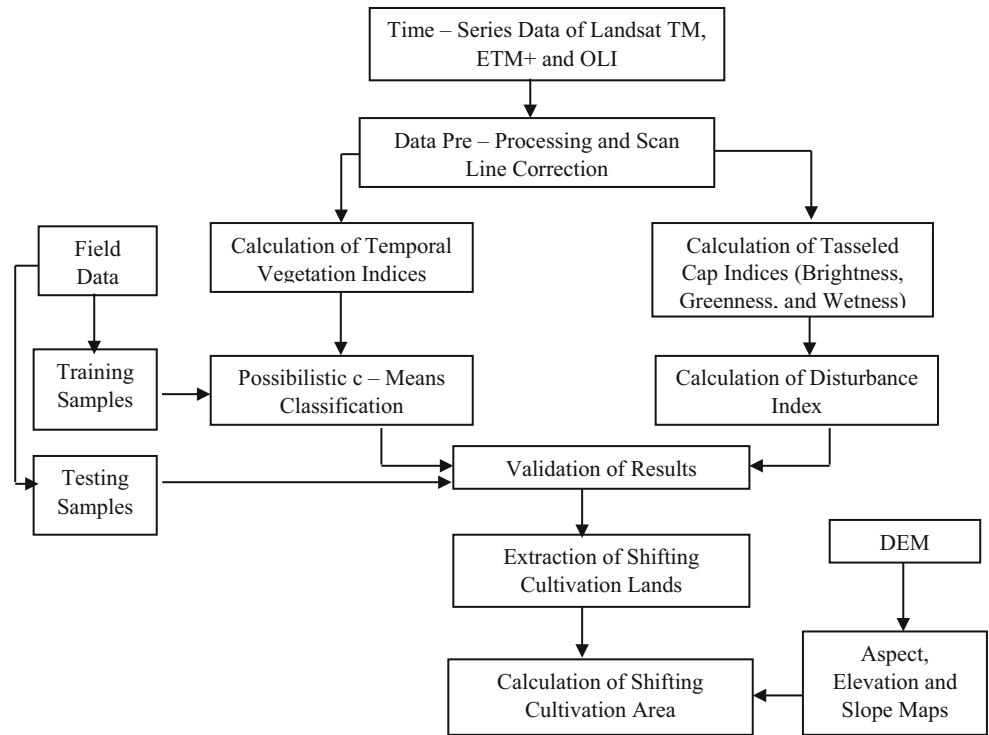 Time – Series Data of Landsat TM,
ETM+ and OLI
Data Pre – Processing and Scan
Line Correction
Field
Data
Calculation of Temporal
Vegetation Indices
Calculation of Tasseled
Cap Indices (Brightness,
Greenness, and Wetness)
Training
Samples
Possibilistic c – Means
Classification
Calculation of Disturbance
Index
Testing
Samples
Validation of Results
Extraction of Shifting
Cultivation Lands
DEM
Calculation of Shifting
Cultivation Area
Aspect,
Elevation and
Slope Maps